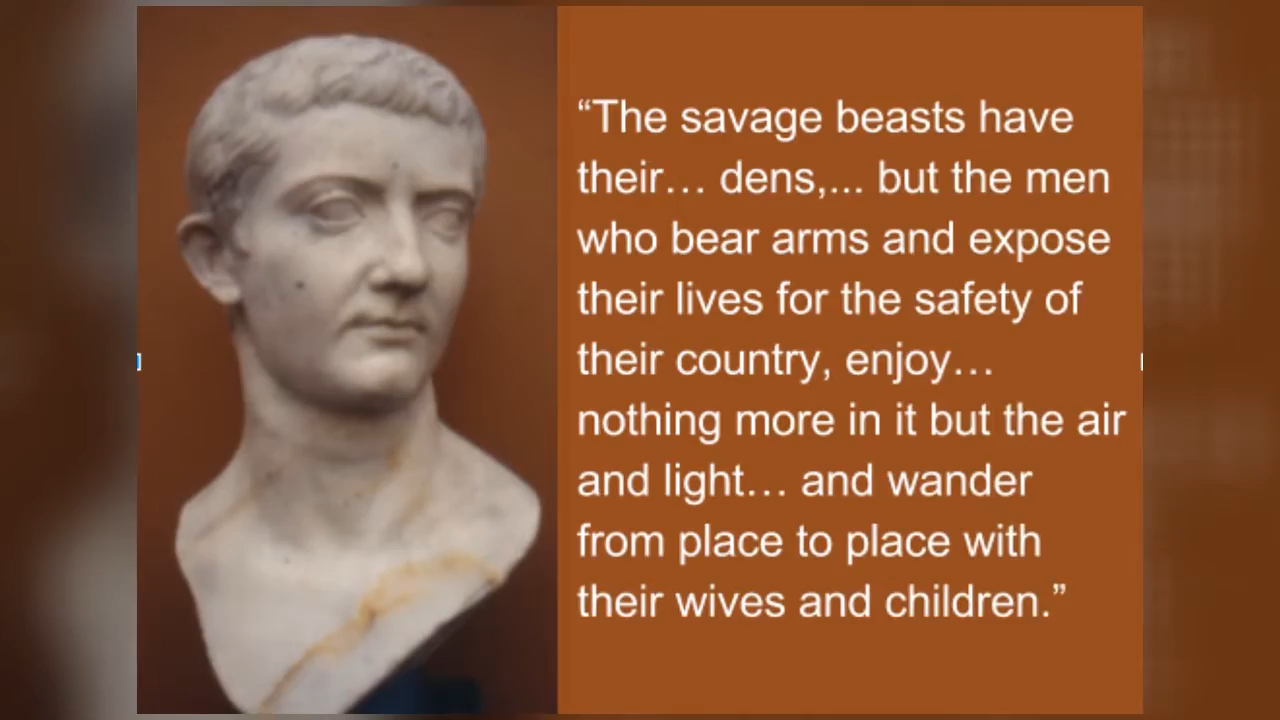 “The savage beasts have
their… dens,... but the men
who bear arms and expose
their lives for the safety of
their country, enjoy…
nothing more in it but the air
and light… and wander
from place to place with
their wives and children.”